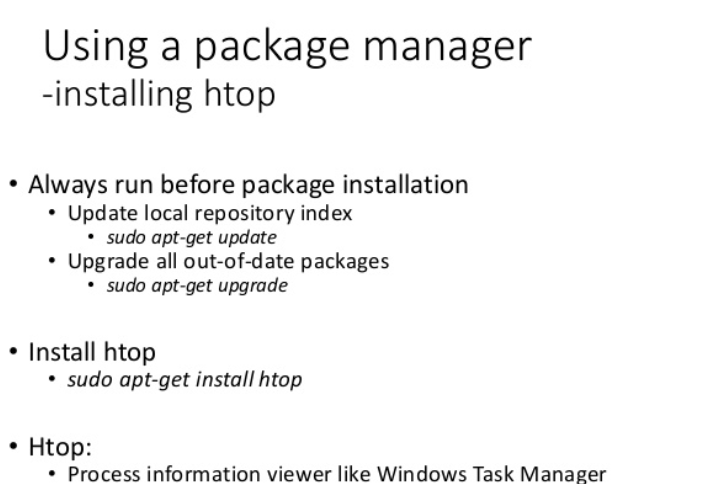 Using a package manager
-installing htop
• Always run before package installation
• Update local repository index
• sudo apt-get update
• Upgrade all out-of-date packages
• sudo apt-get upgrade
• Install htop
• sudo apt-get install htop
• Htop:
• Process information viewer like Windows Task Manager